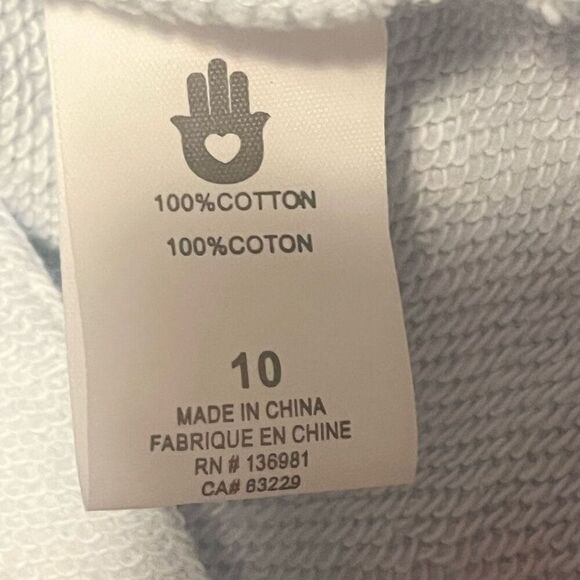 100%COTTON
100%COTON
10
MADE IN CHINA
FABRIQUE EN CHINE
RN # 136981
CA# 63229